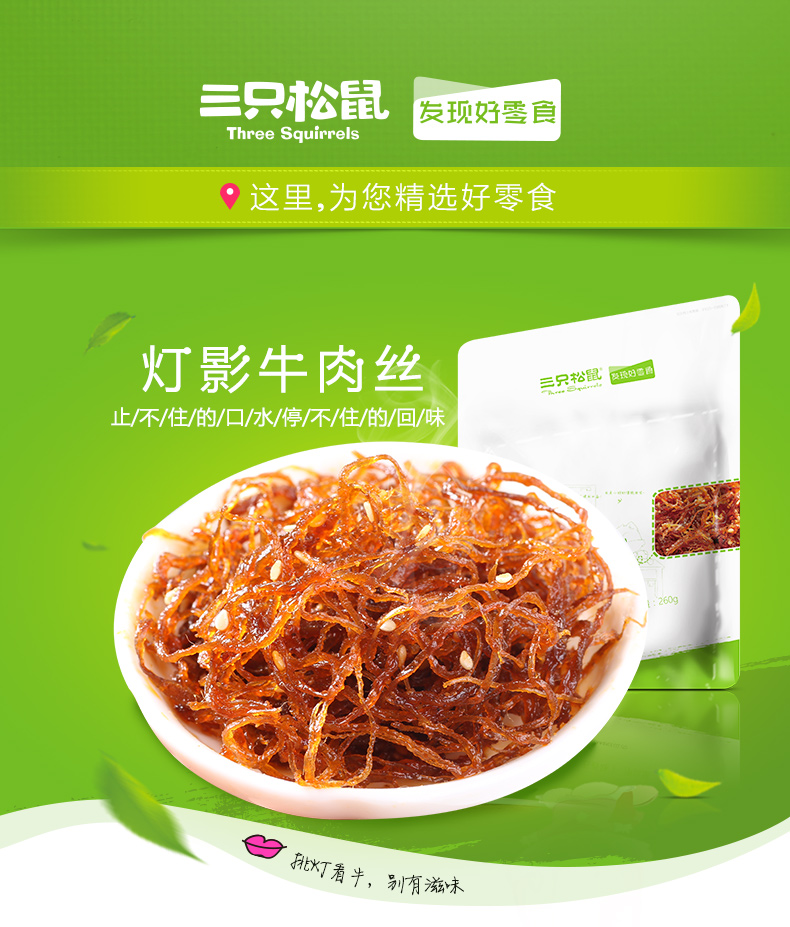 三只松鼠
Three Squirrels
发现好零食
这里,为您精选好零食
灯影牛肉丝
止/不/住/的/口/水/停/不/住/的/回/味
三只松鼠
Three Squirrels
发现好零食
: 260g
挑灯看牛，别有滋味